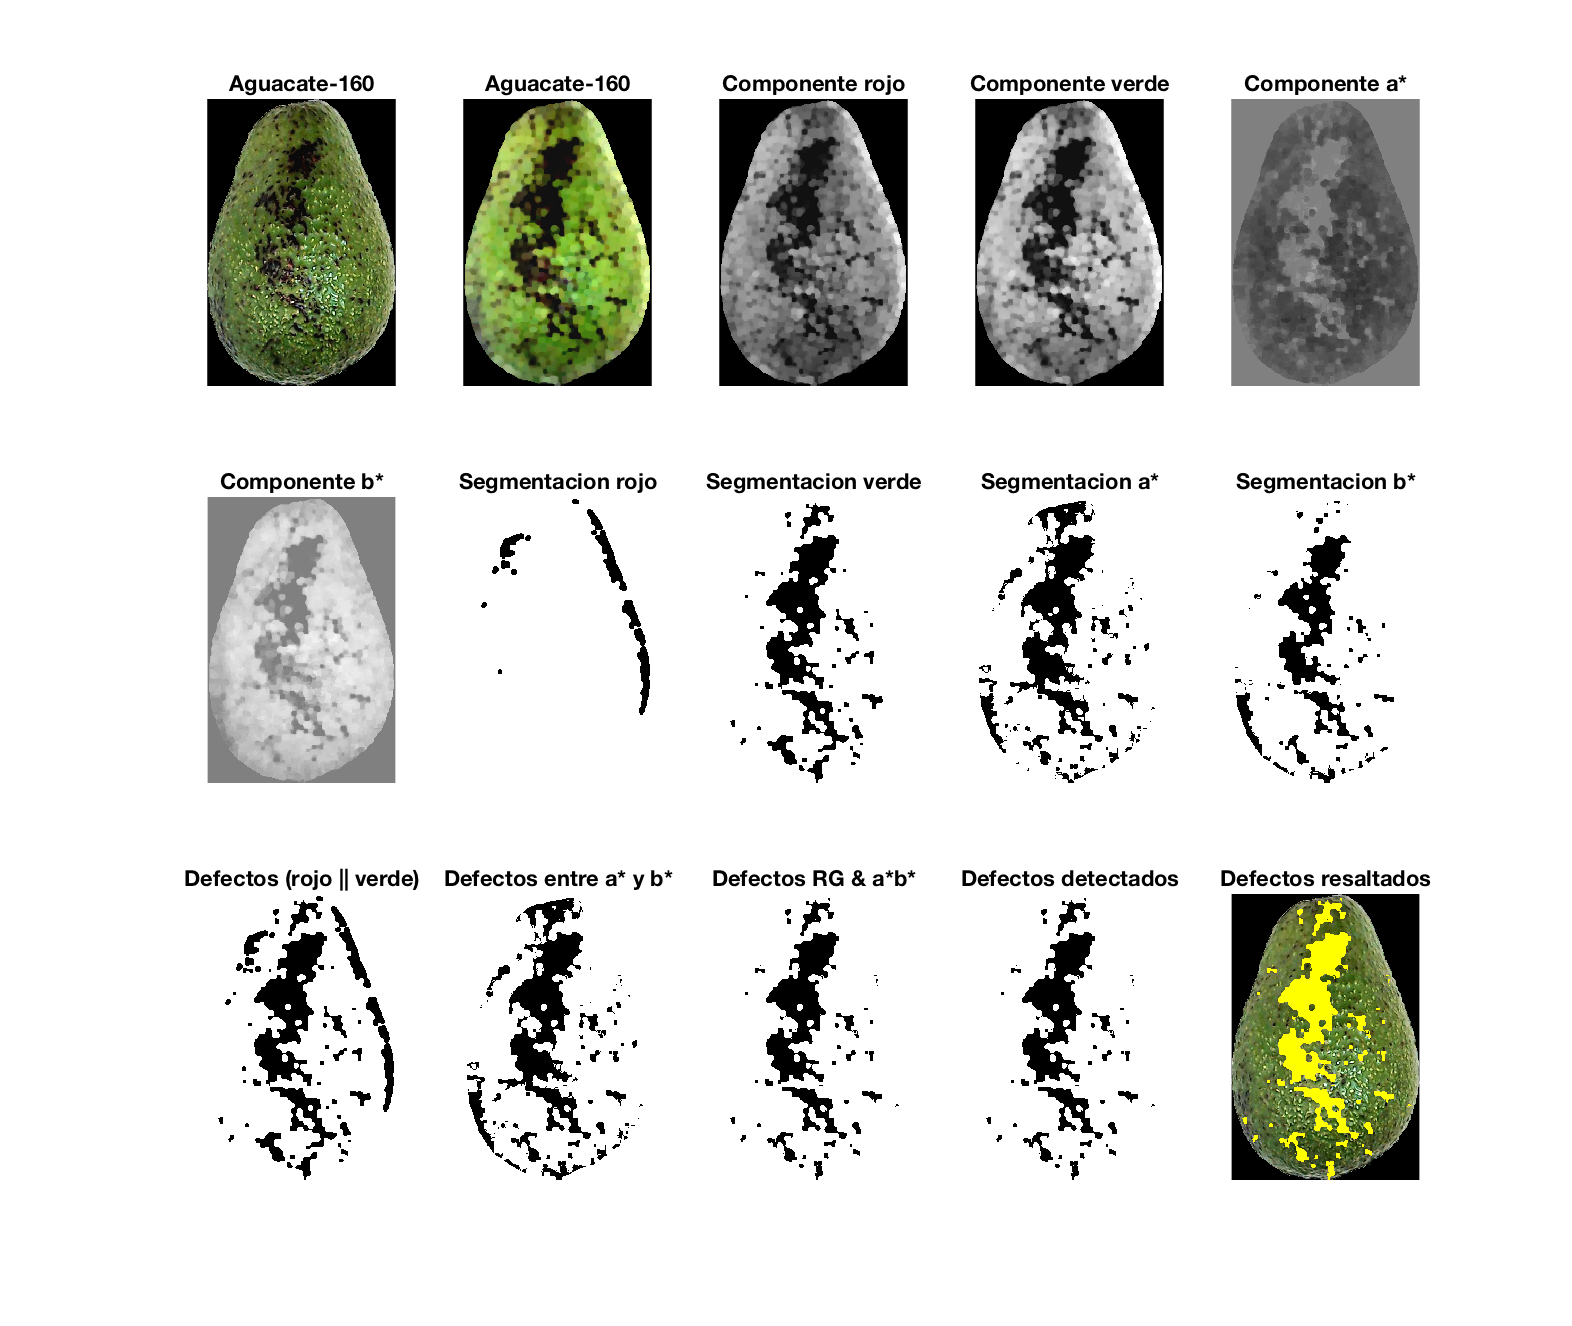 Aguacate-160
Aguacate-160
Componente rojo
Componente verde
Componente a*
Componente b*
Segmentacion rojo
Segmentacion verde
Segmentacion a*
Segmentacion b*
Defectos (rojo || verde)
Defectos entre a* y b*
Defectos RG & a*b*
Defectos detectados
Defectos resaltados